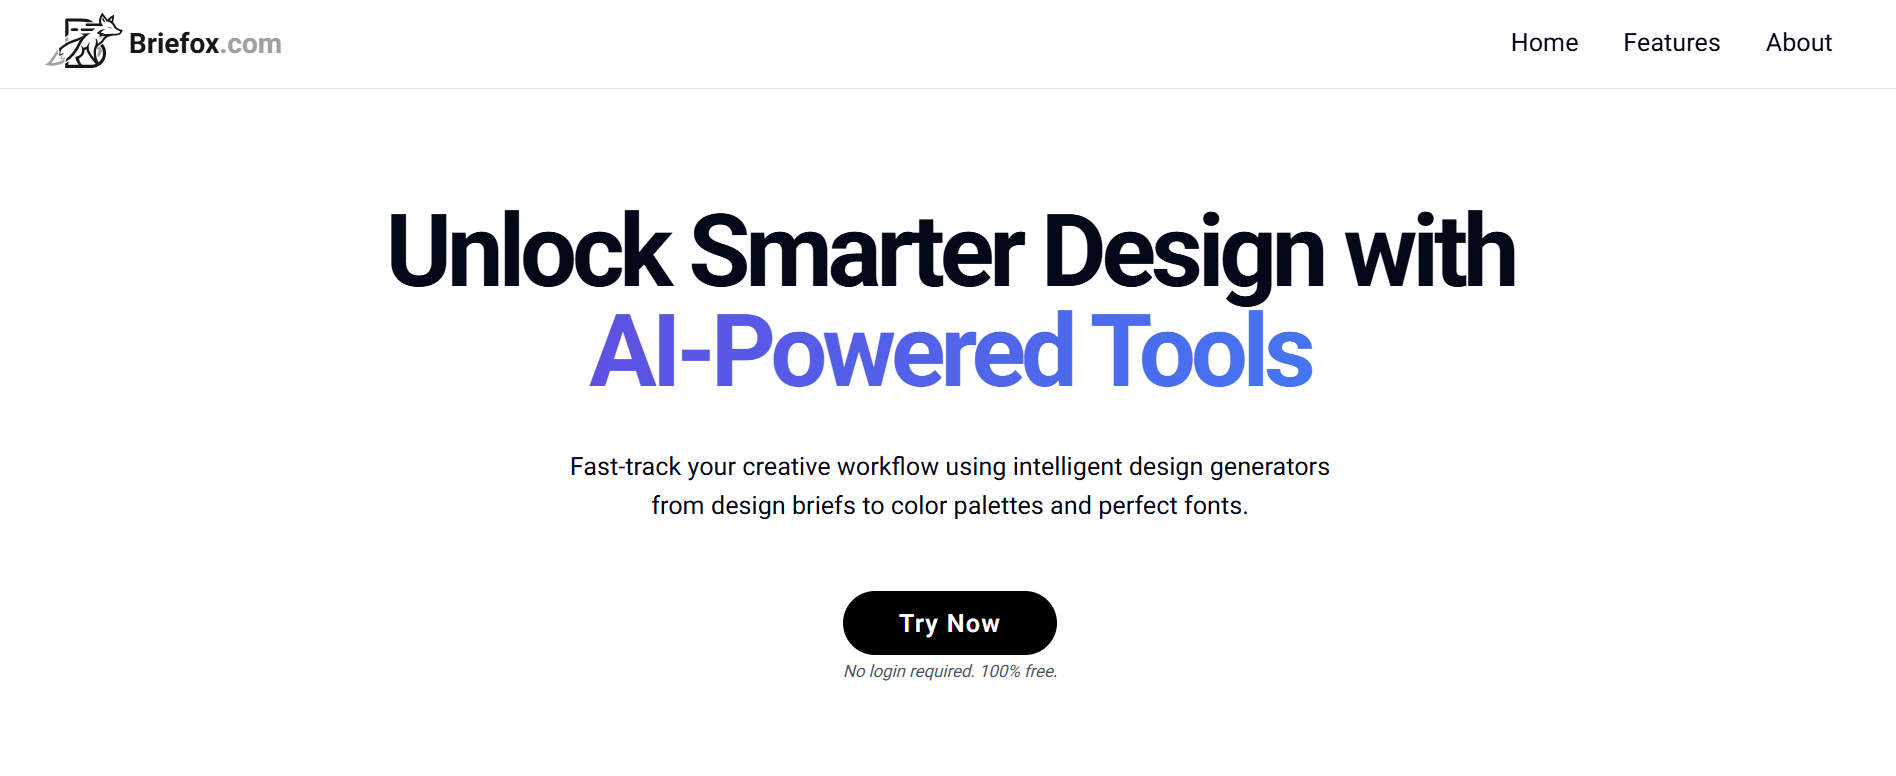 Briefox.com
Home Features About
Unlock Smarter Design with
AI-Powered Tools
Fast-track your creative workflow using intelligent design generators
from design briefs to color palettes and perfect fonts.
Try Now
No login required. 100% free.